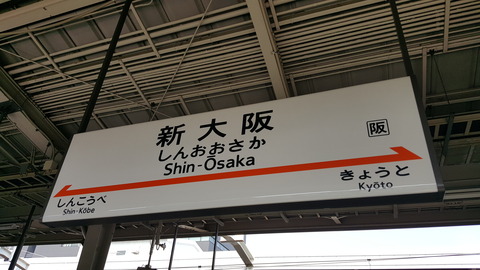 新大阪
阪
しんおおさか
Shin-Ōsaka
しんこうべ
Shin-Kōbe
きょうと
Kyōto